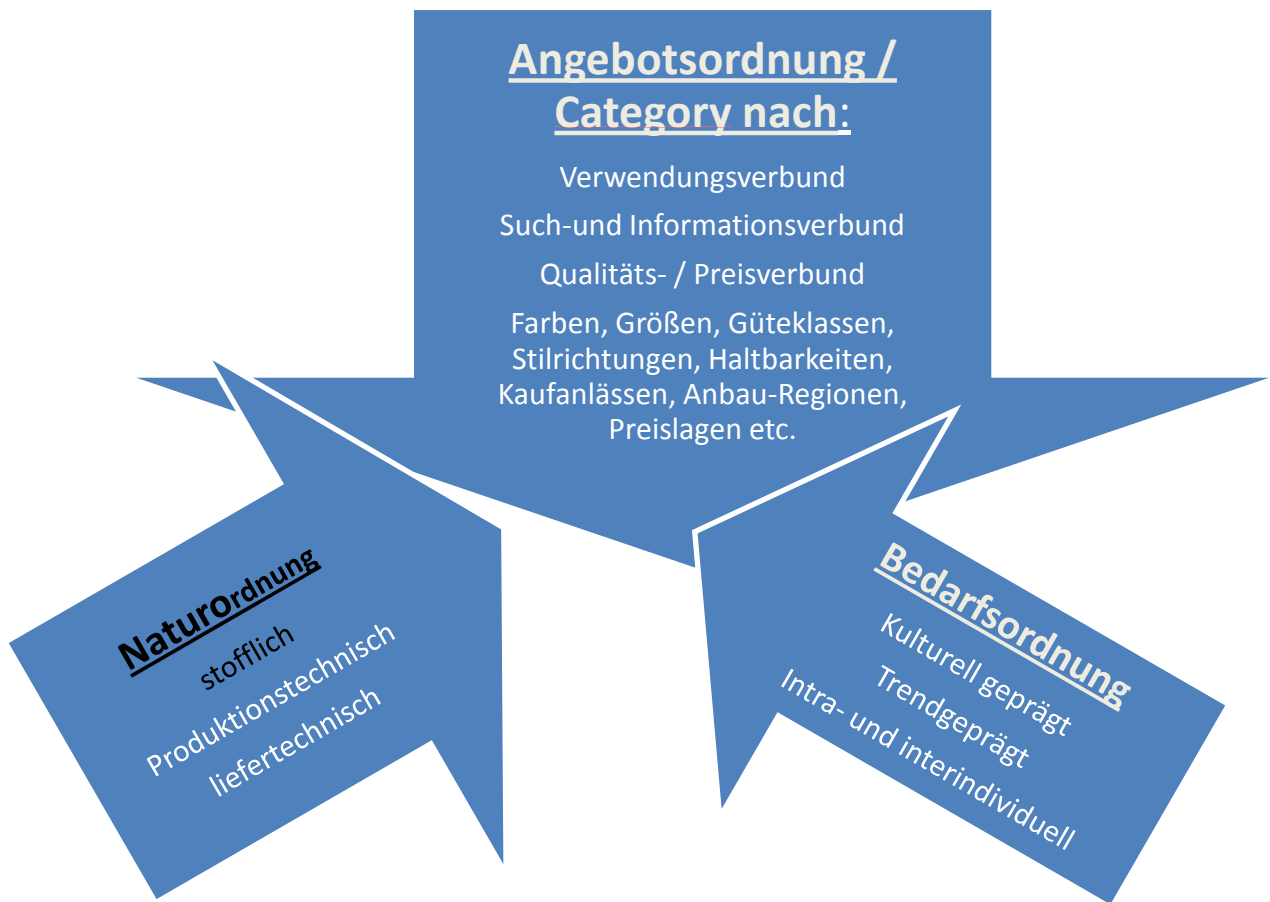 Angebotsordnung /
Category nach:
Verwendungsverbund
Such-und Informationsverbund
Qualitäts- / Preisverbund
Farben, Größen, Güteklassen,
Stilrichtungen, Haltbarkeiten,
Kaufanlässen, Anbau-Regionen,
Preislagen etc.
Naturordnung
stofflich
Produktionstechnisch
liefertechnisch
Bedarfsordnung
Kulturell geprägt
Trendgeprägt
Intra- und interindividuell